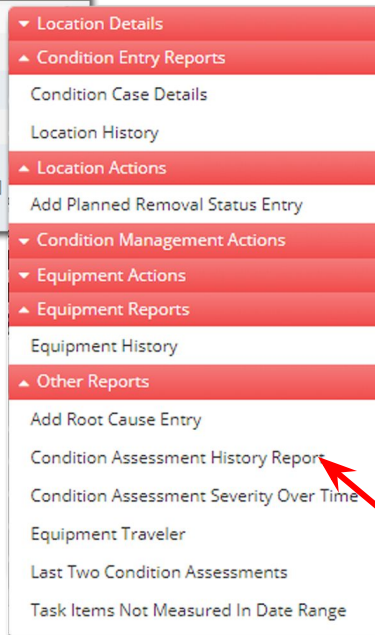 Location Details
Condition Entry Reports
Condition Case Details
Location History
Location Actions
Add Planned Removal Status Entry
Condition Management Actions
Equipment Actions
Equipment Reports
Equipment History
Other Reports
Add Root Cause Entry
Condition Assessment History Report
Condition Assessment Severity Over Time
Equipment Traveler
Last Two Condition Assessments
Task Items Not Measured In Date Range